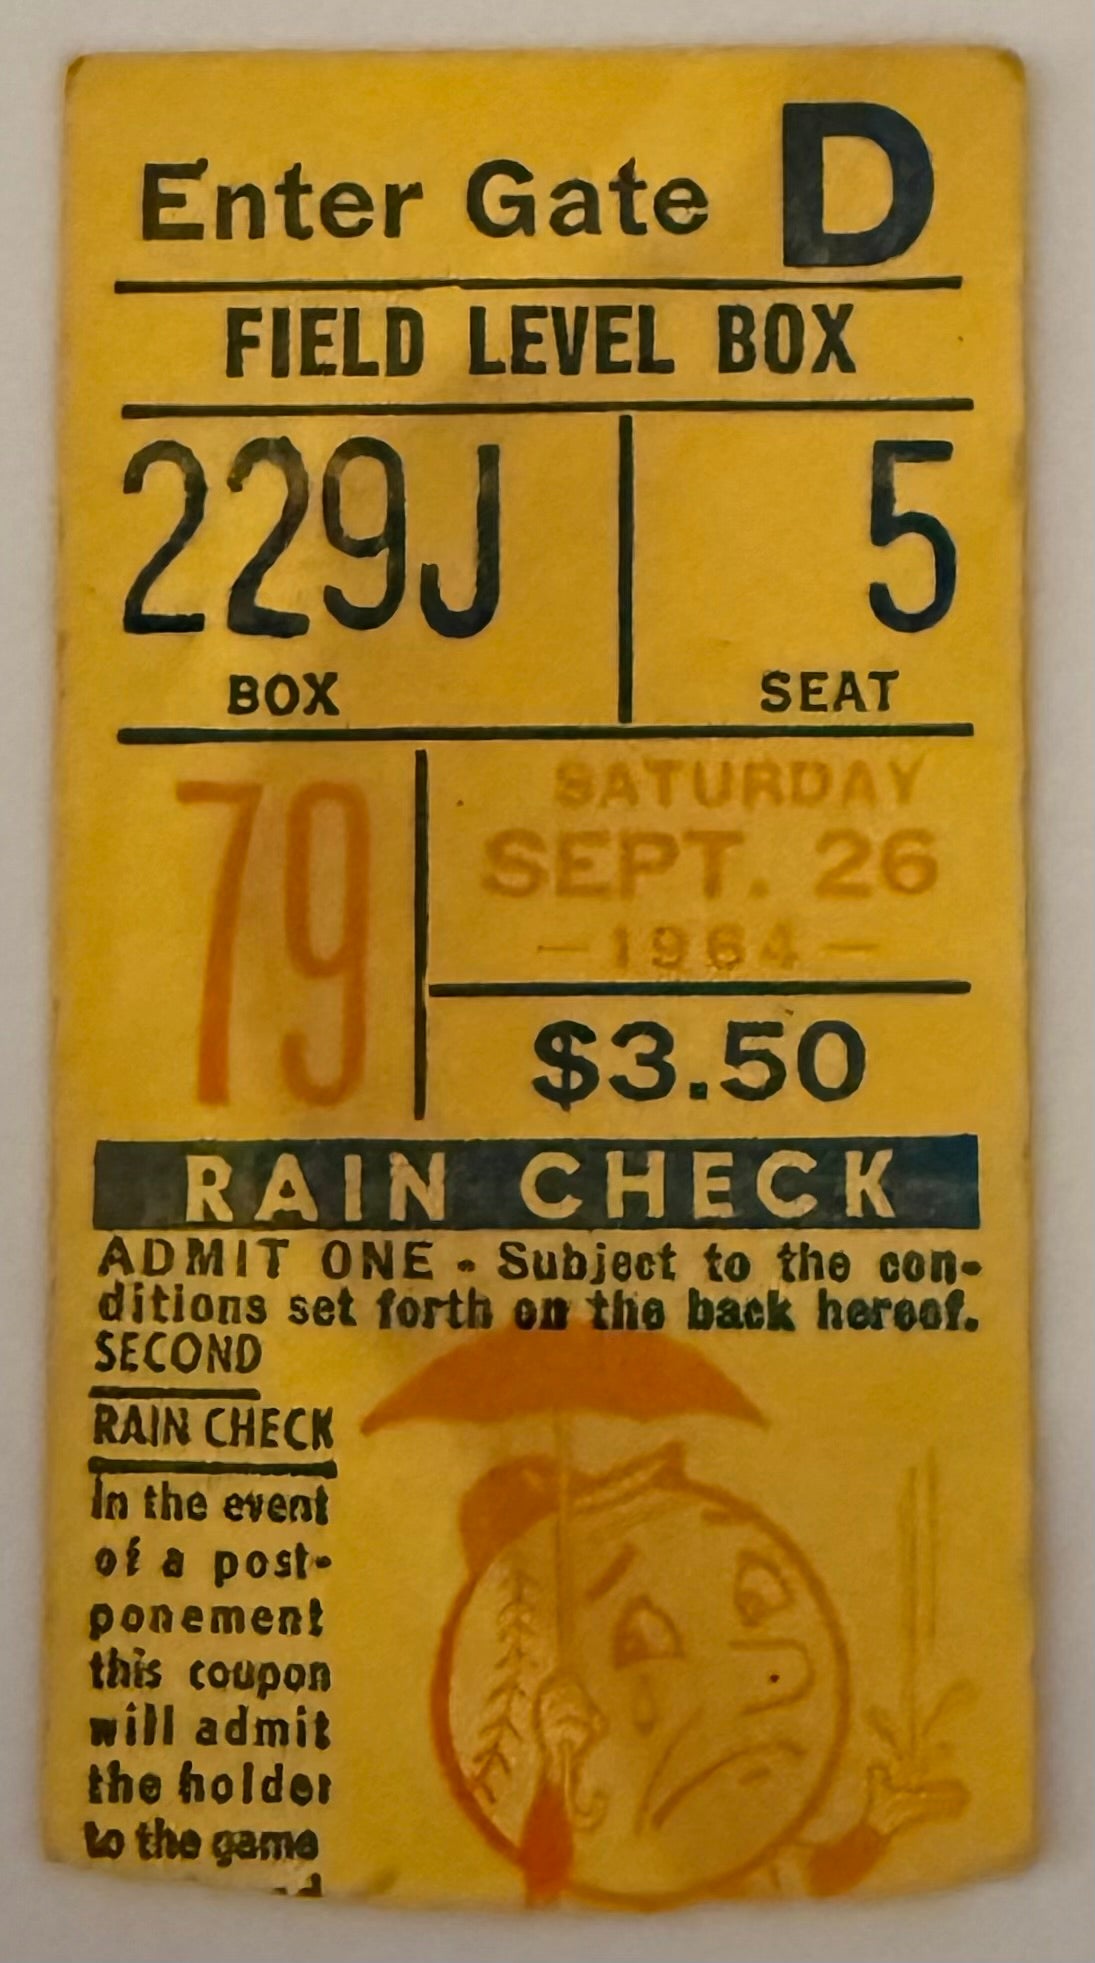 Enter Gate D
FIELD LEVEL BOX
229J 5
BOX SEAT
79
SATURDAY
SEPT. 26
—1964—
$3.50
RAIN CHECK
ADMIT ONE - Subject to the con-
ditions set forth on the back hereof.
SECOND
RAIN CHECK
In the event
of a post-
ponement
this coupon
will admit
the holder
to the game